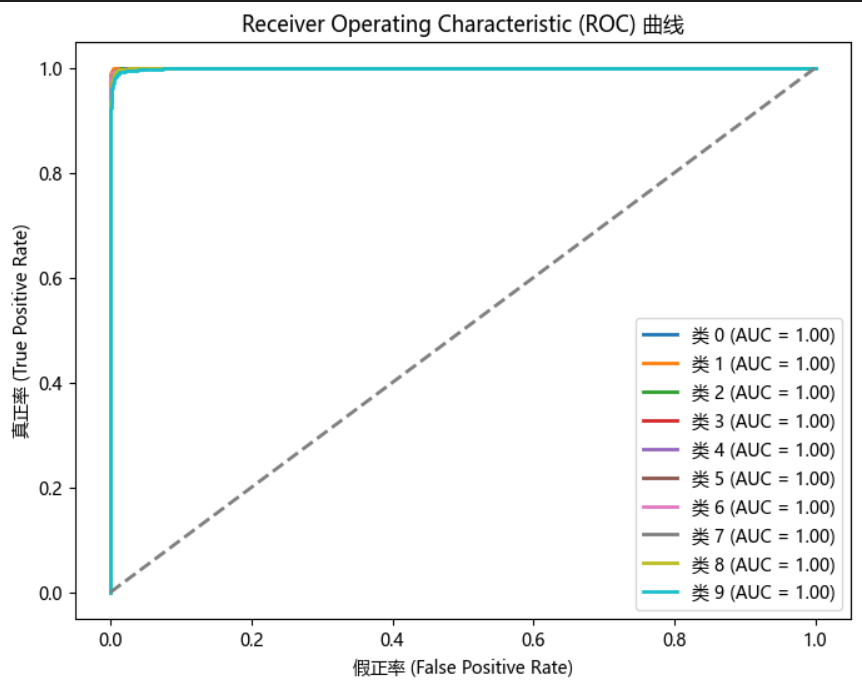 Receiver Operating Characteristic (ROC) 曲线
1.0
0.8
0.6
0.4
0.2
0.0
真正率 (True Positive Rate)
类 0 (AUC = 1.00)
类 1 (AUC = 1.00)
类 2 (AUC = 1.00)
类 3 (AUC = 1.00)
类 4 (AUC = 1.00)
类 5 (AUC = 1.00)
类 6 (AUC = 1.00)
类 7 (AUC = 1.00)
类 8 (AUC = 1.00)
类 9 (AUC = 1.00)
0.0 0.2 0.4 0.6 0.8 1.0
假正率 (False Positive Rate)